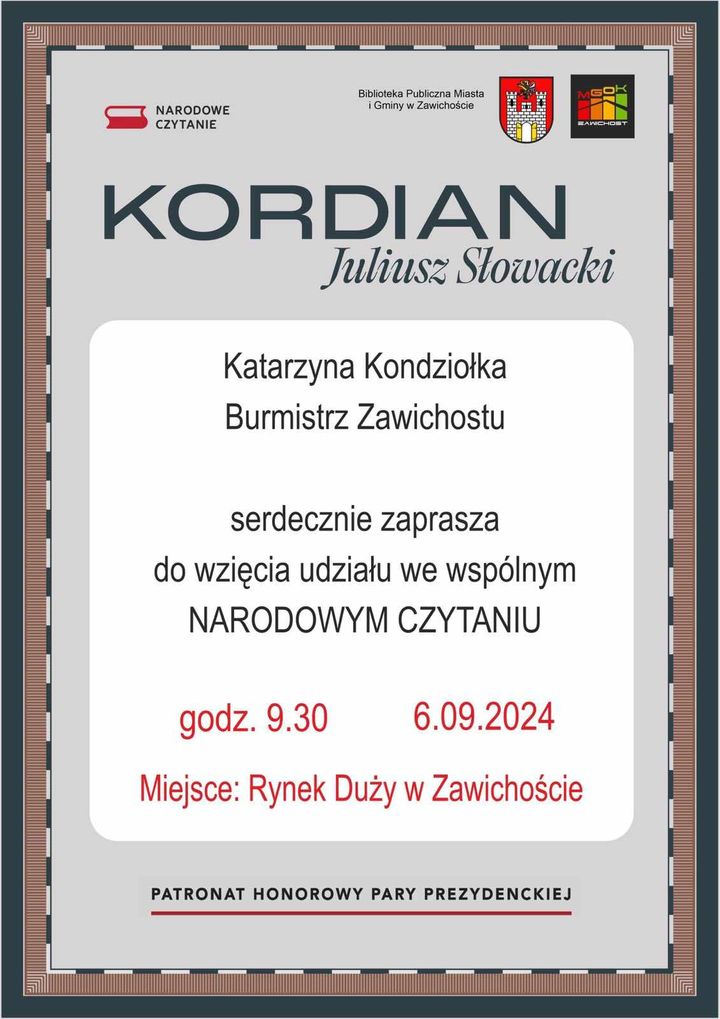 NARODOWE
CZYTANIE
Biblioteka Publiczna Miasta
i Gminy w Zawichoście
MGOK
ZAWICHOST
KORDIAN
Juliusz Słowacki
Katarzyna Kondziołka
Burmistrz Zawichostu
serdecznie zaprasza
do wzięcia udziału we wspólnym
NARODOWYM CZYTANIU
godz. 9.30 6.09.2024
Miejsce: Rynek Duży w Zawichoście
PATRONAT HONOROWY PARY PREZYDENCKIEJ